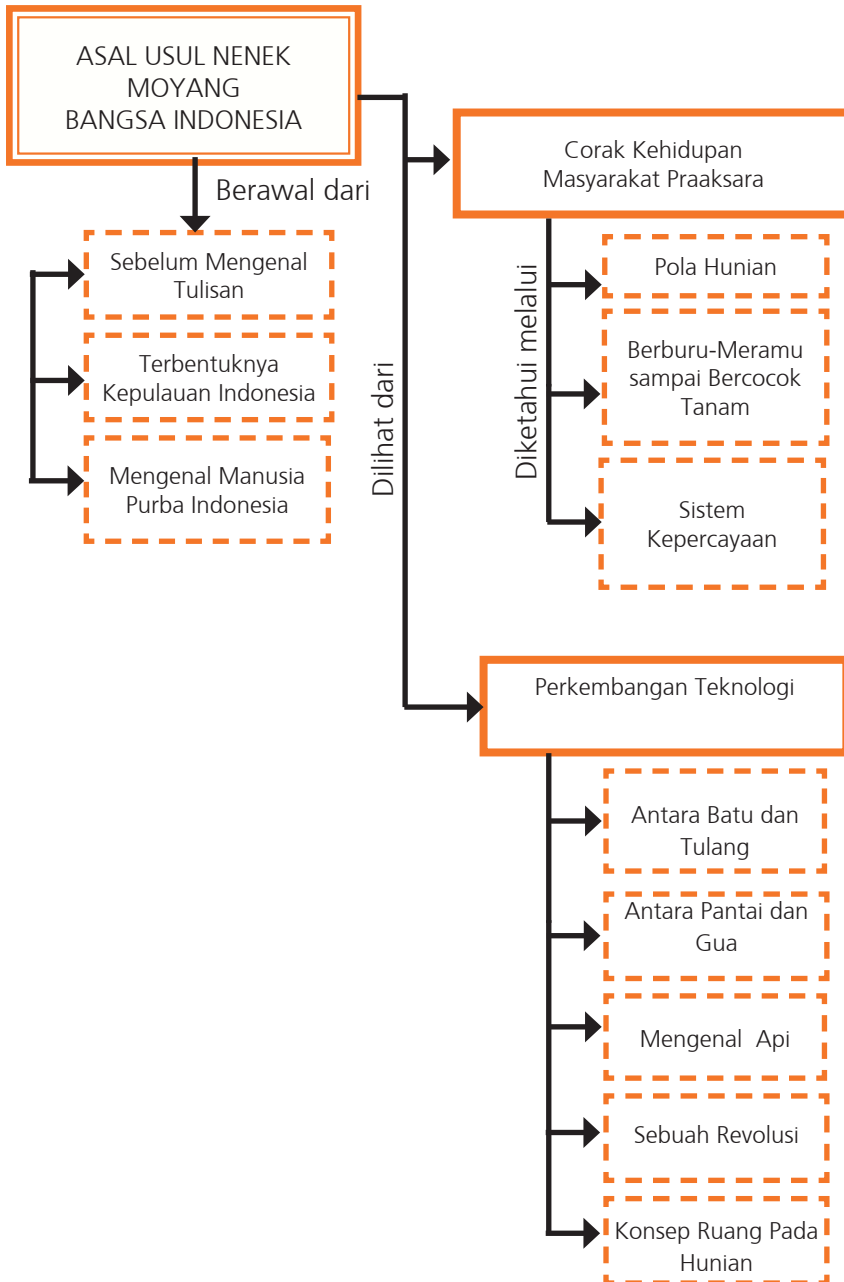 ASAL USUL NENEK
MOYANG
BANGSA INDONESIA
Berawal dari
Sebelum Mengenal
Tulisan
Terbentuknya
Kepulauan Indonesia
Mengenal Manusia
Purba Indonesia
Dilihat dari
Corak Kehidupan
Masyarakat Praaksara
Diketahui melalui
Pola Hunian
Berburu-Meramu
sampai Bercocok
Tanam
Sistem
Kepercayaan
Perkembangan Teknologi
Antara Batu dan
Tulang
Antara Pantai dan
Gua
Mengenal Api
Sebuah Revolusi
Konsep Ruang Pada
Hunian